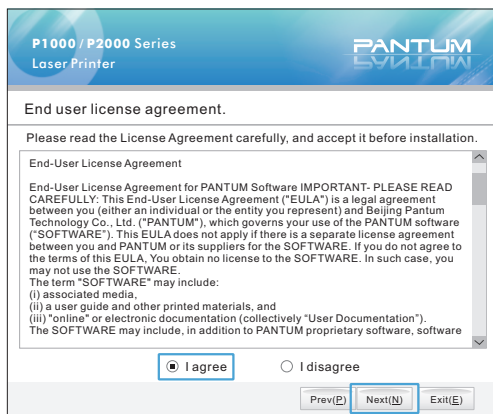 P1000 / P2000 Series
Laser Printer
PANTUM
End user license agreement.
Please read the License Agreement carefully, and accept it before installation.
End-User License Agreement
End-User License Agreement for PANTUM Software IMPORTANT- PLEASE READ
CAREFULLY: This End-User License Agreement ("EULA") is a legal agreement
between you (either an individual or the entity you represent) and Beijing Pantum
Technology Co., Ltd. ("PANTUM"), which governs your use of the PANTUM software
(“SOFTWARE”). This EULA does not apply if there is a separate license agreement
between you and PANTUM or its suppliers for the SOFTWARE. If you do not agree to
the terms of this EULA, You obtain no license to the SOFTWARE. In such case, you
may not use the SOFTWARE.
The term "SOFTWARE" may include:
(i) associated media,
(ii) a user guide and other printed materials, and
(iii) "online" or electronic documentation (collectively “User Documentation”).
The SOFTWARE may include, in addition to PANTUM proprietary software, software
I agree
I disagree
Prev(P)
Next(N)
Exit(E)